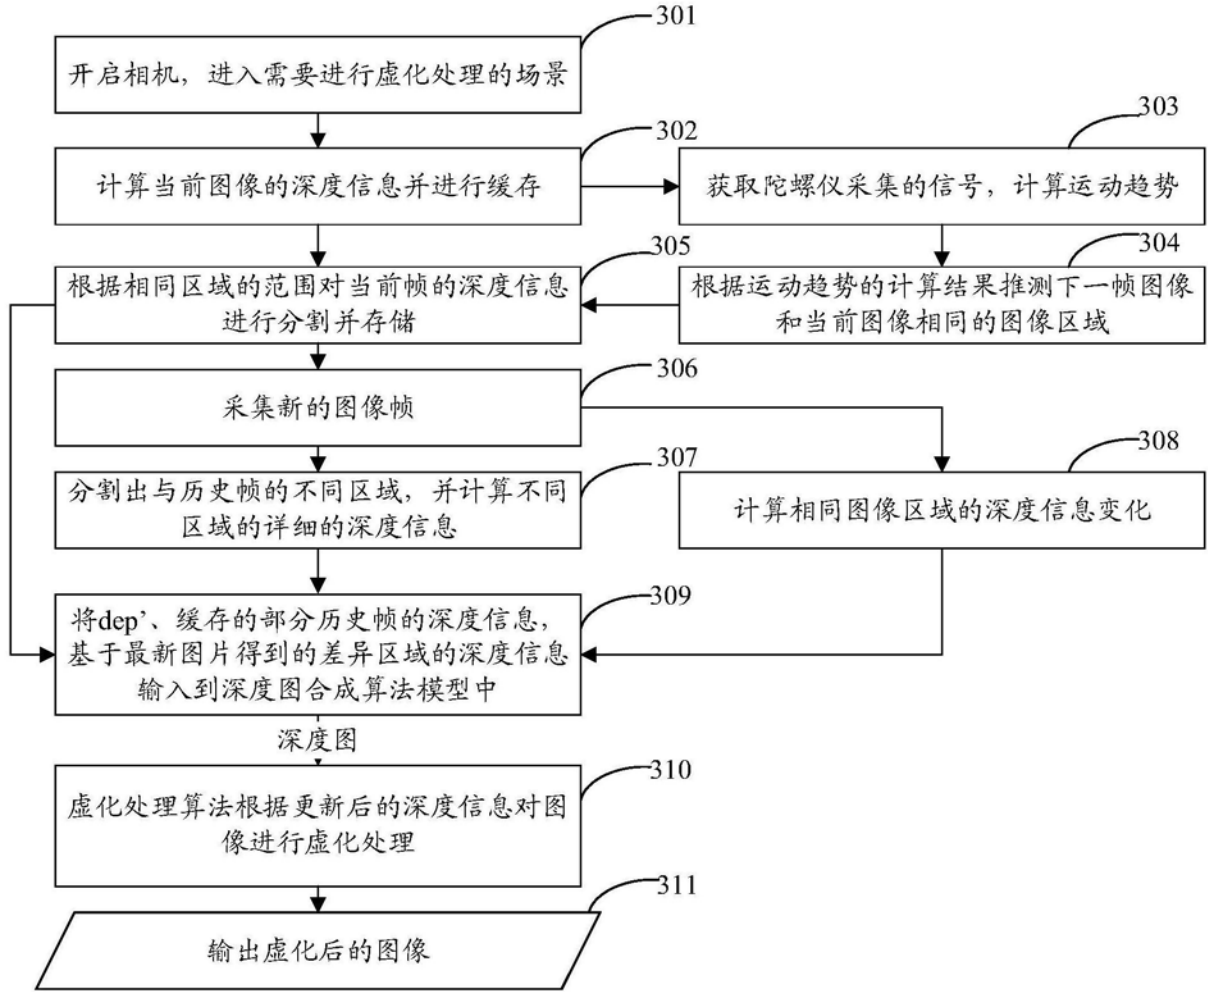 301
开启相机，进入需要进行虚化处理的场景
302
计算当前图像的深度信息并进行缓存
303
获取陀螺仪采集的信号，计算运动趋势
304
根据运动趋势的计算结果推测下一帧图像
和当前图像相同的图像区域
305
根据相同区域的范围对当前帧的深度信息
进行分割并存储
306
采集新的图像帧
307
分割出与历史帧的不同区域，并计算不同
区域的详细的深度信息
308
计算相同图像区域的深度信息变化
309
将dep’、缓存的部分历史帧的深度信息，
基于最新图片得到的差异区域的深度信息
输入到深度图合成算法模型中
深度图
310
虚化处理算法根据更新后的深度信息对图
像进行虚化处理
311
输出虚化后的图像